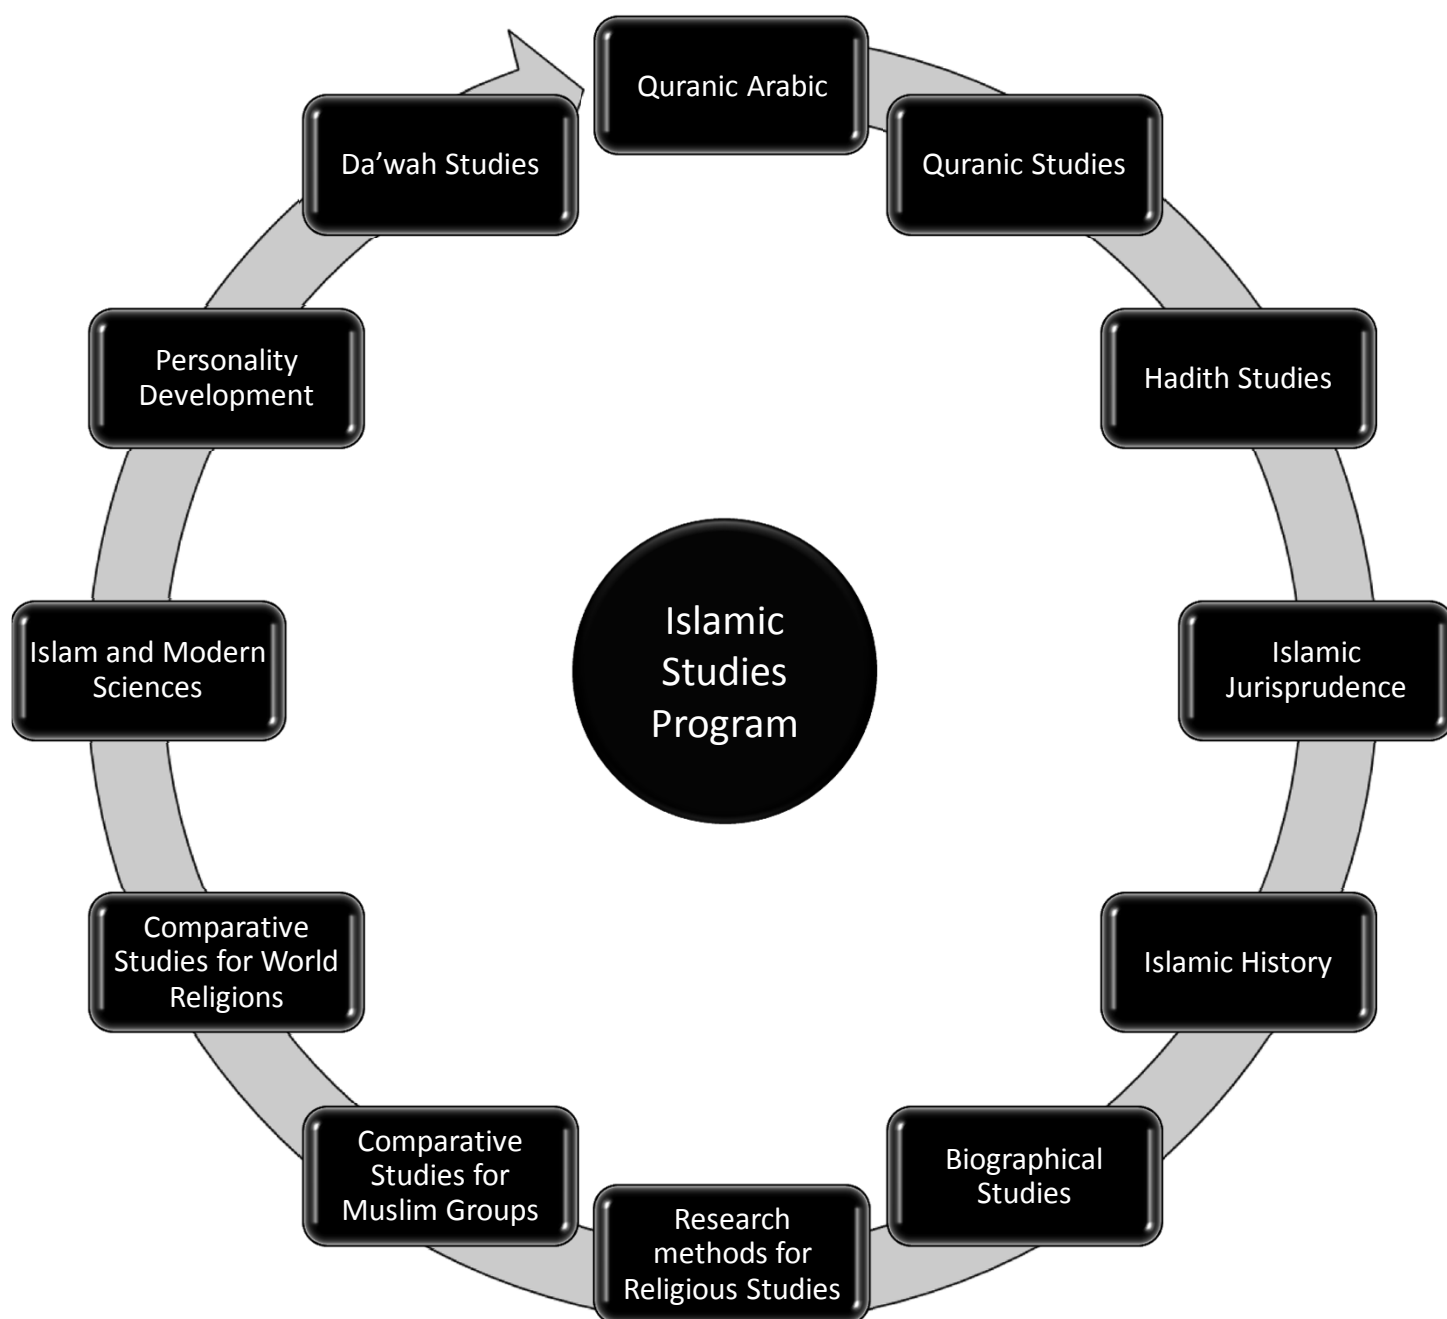 Quranic Arabic
Quranic Studies
Hadith Studies
Islamic
Jurisprudence
Islamic History
Biographical
Studies
Research
methods for
Religious Studies
Comparative
Studies for
Muslim Groups
Comparative
Studies for World
Religions
Islam and Modern
Sciences
Personality
Development
Da’wah Studies
Islamic
Studies
Program